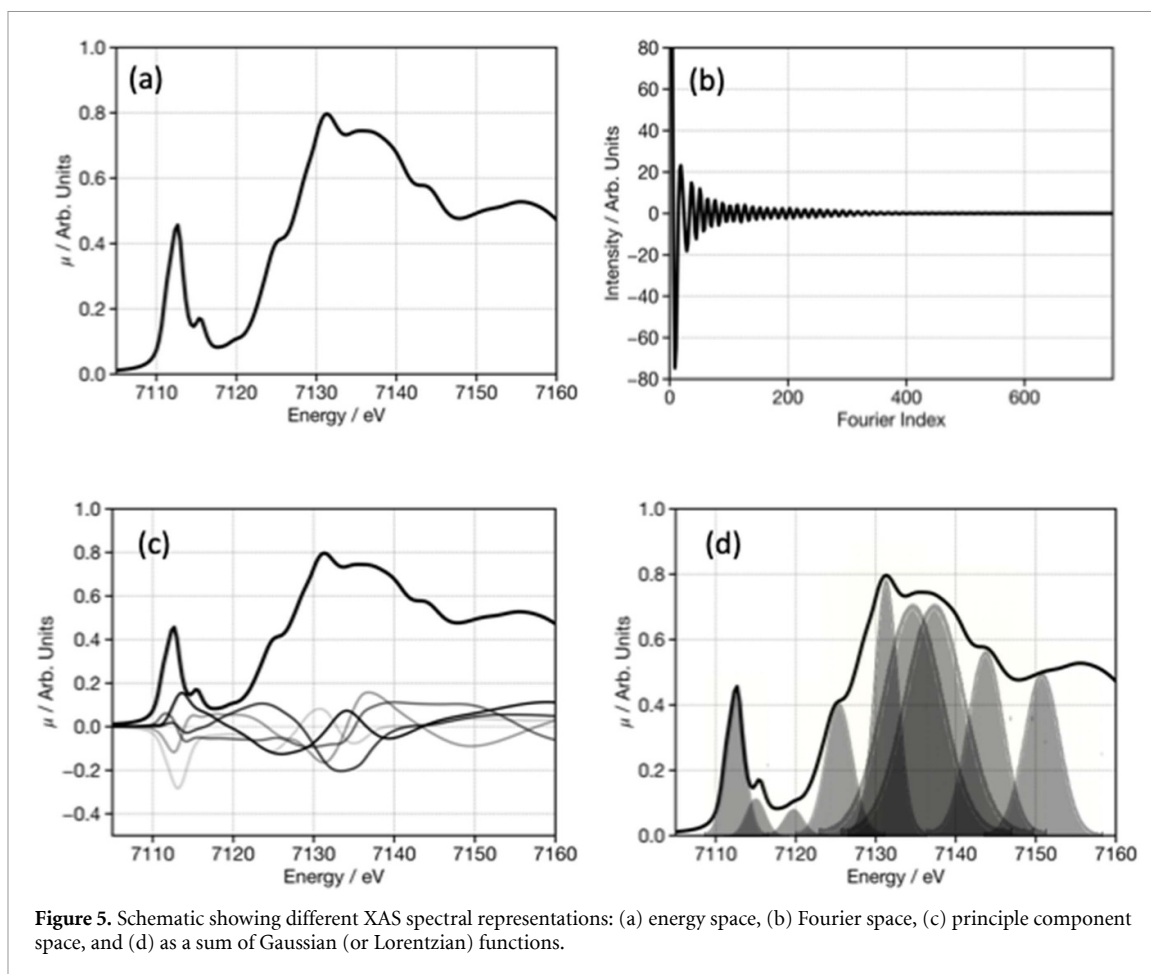 (a)
1.0
0.8
0.6
0.4
0.2
0.0
μ / Arb. Units
7110 7120 7130 7140 7150 7160
Energy / eV
(b)
80
60
40
20
0
−20
−40
−60
−80
Intensity / Arb. Units
0 200 400 600
Fourier Index
(c)
1.0
0.8
0.6
0.4
0.2
0.0
−0.2
−0.4
μ / Arb. Units
7110 7120 7130 7140 7150 7160
Energy / eV
(d)
1.0
0.8
0.6
0.4
0.2
0.0
μ / Arb. Units
7110 7120 7130 7140 7150 7160
Energy / eV
Figure 5. Schematic showing different XAS spectral representations: (a) energy space, (b) Fourier space, (c) principle component
space, and (d) as a sum of Gaussian (or Lorentzian) functions.